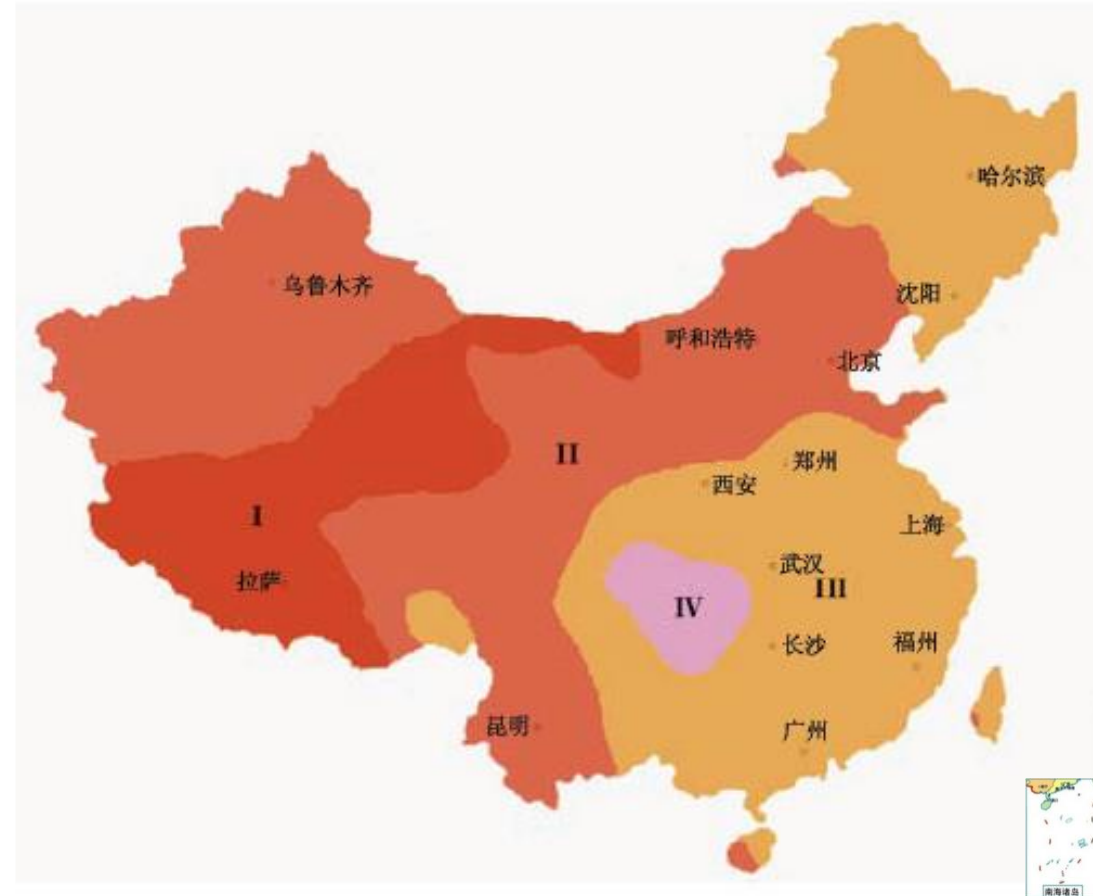 哈尔滨
乌鲁木齐
沈阳
呼和浩特
北京
II
郑州
西安
I
上海
武汉
拉萨
III
IV
长沙
福州
昆明
广州
南海诸岛